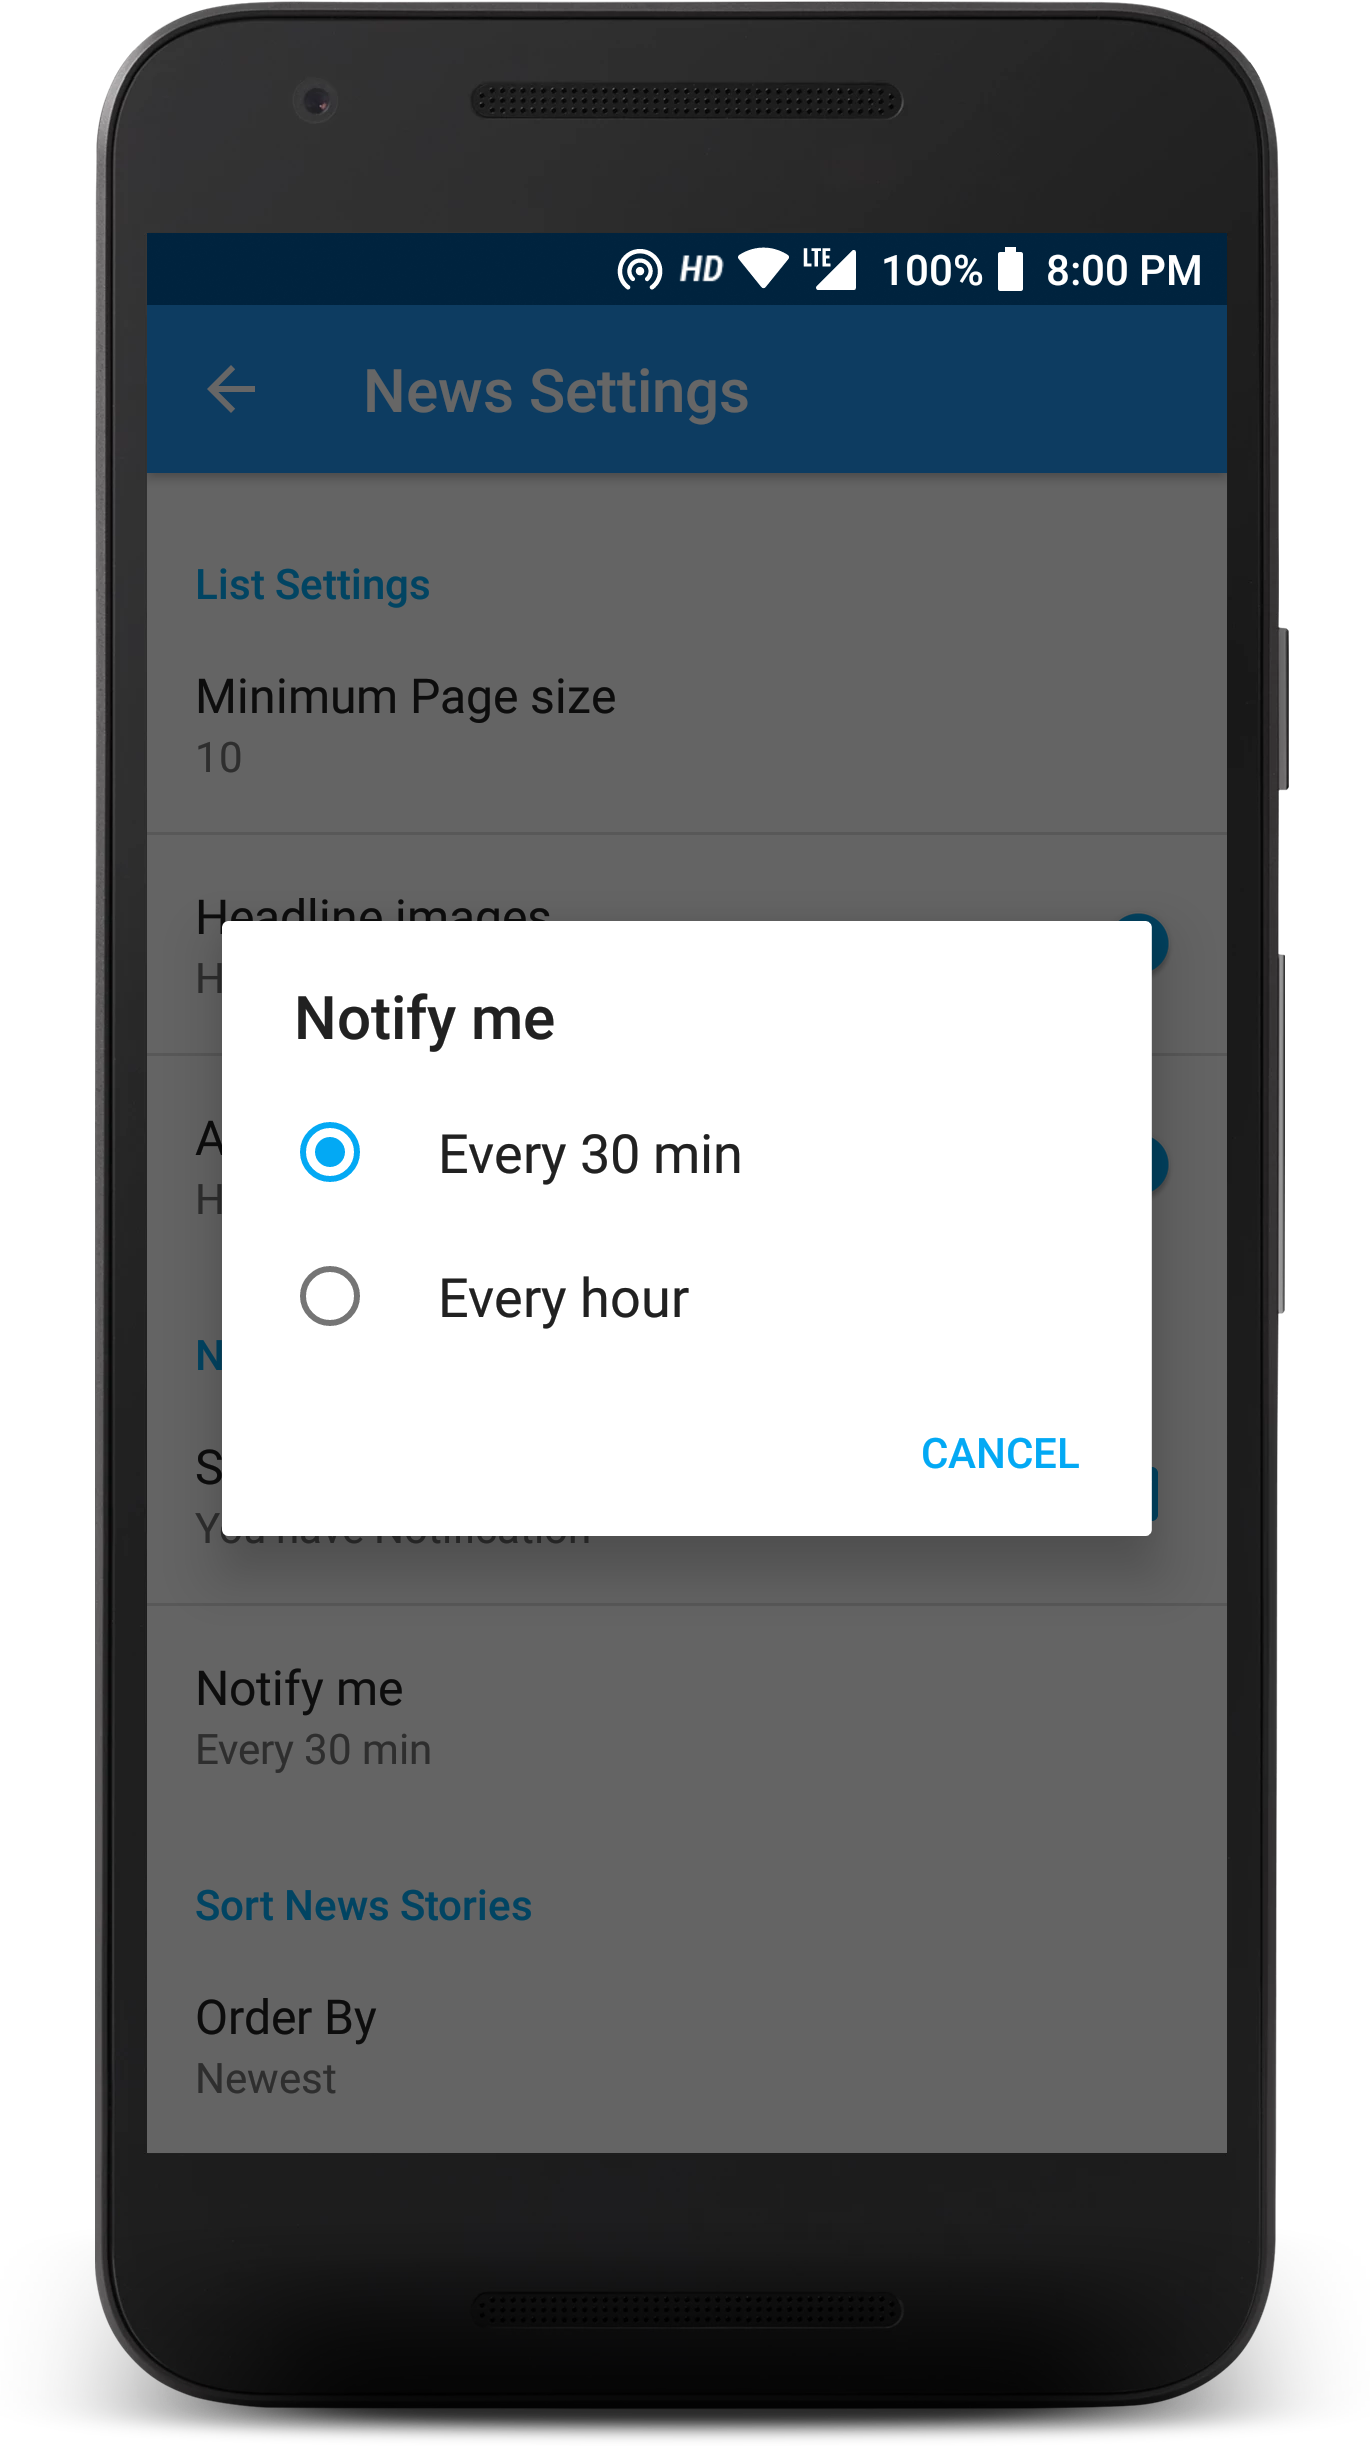 HD LTE 100% 8:00 PM
News Settings
List Settings
Minimum Page size
10
Headline images
Notify me
Every 30 min
Every hour
CANCEL
You have Notification
Notify me
Every 30 min
Sort News Stories
Order By
Newest